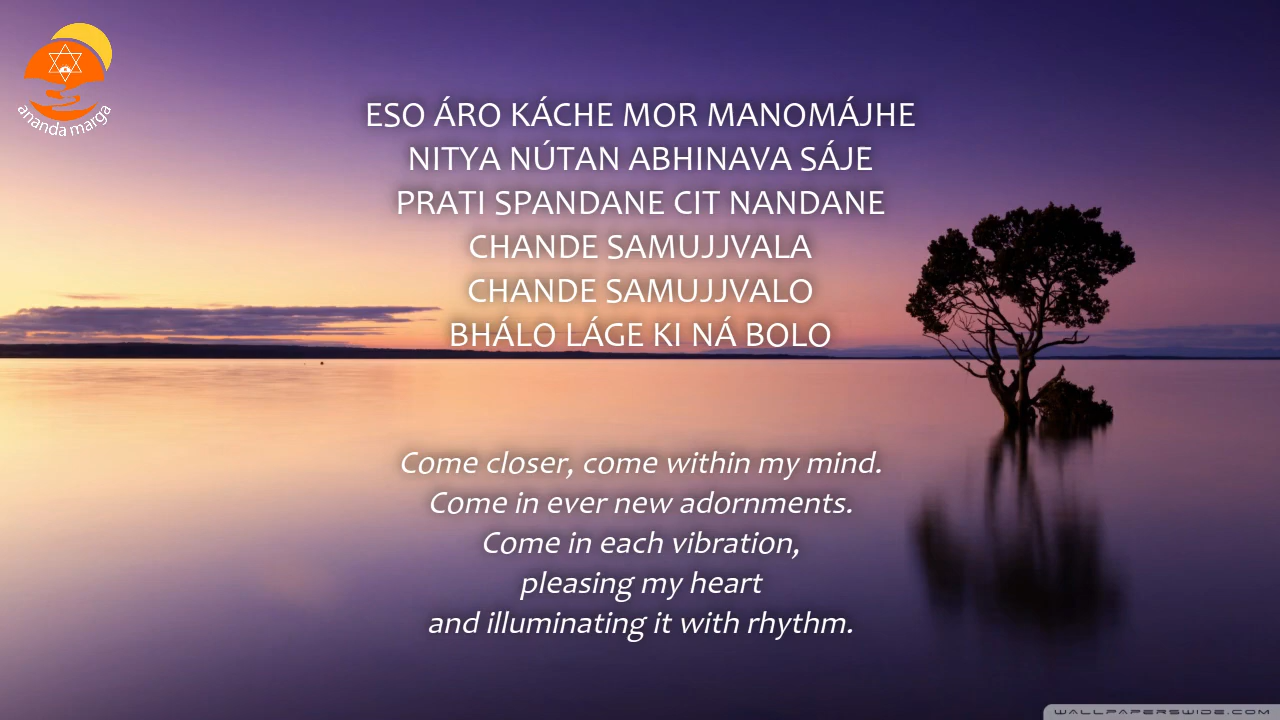 ananda marga
ESO ÁRO KÁCHE MOR MANOMÁJHE
NITYA NÚTAN ABHINAVA SÁJE
PRATI SPANDANE CIT NANDANE
CHANDE SAMUJJVALA
CHANDE SAMUJJVALO
BHÁLO LÁGE KI NÁ BOLO
Come closer, come within my mind.
Come in ever new adornments.
Come in each vibration,
pleasing my heart
and illuminating it with rhythm.
WALLPAPERSWIDE.COM